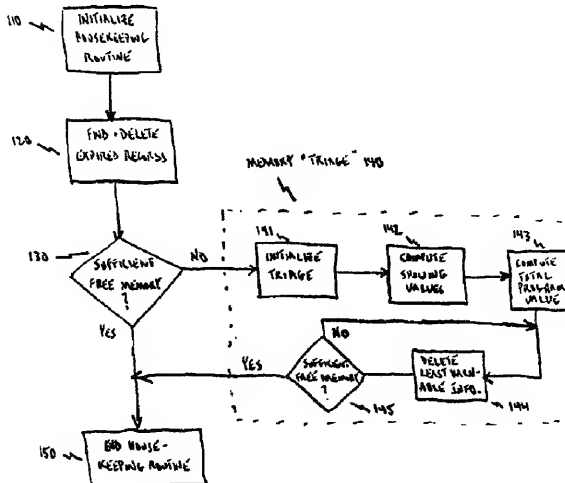 110
INITIALIZE
HOUSEKEEPING
ROUTINE
120
FIND + DELETE
EXPIRED RECORDS
MEMORY "TRIAGE" 140
130
SUFFICIENT
FREE MEMORY
?
NO
YES
141
INITIALIZE
TRIAGE
142
COMPUTE
SHOWING
VALUES
143
COMPUTE
TOTAL
PROGRAM
VALUE
NO
YES
SUFFICIENT
FREE MEMORY
?
145
DELETE
LEAST VALU-
ABLE INFO.
144
150
END HOUSE-
KEEPING ROUTINE